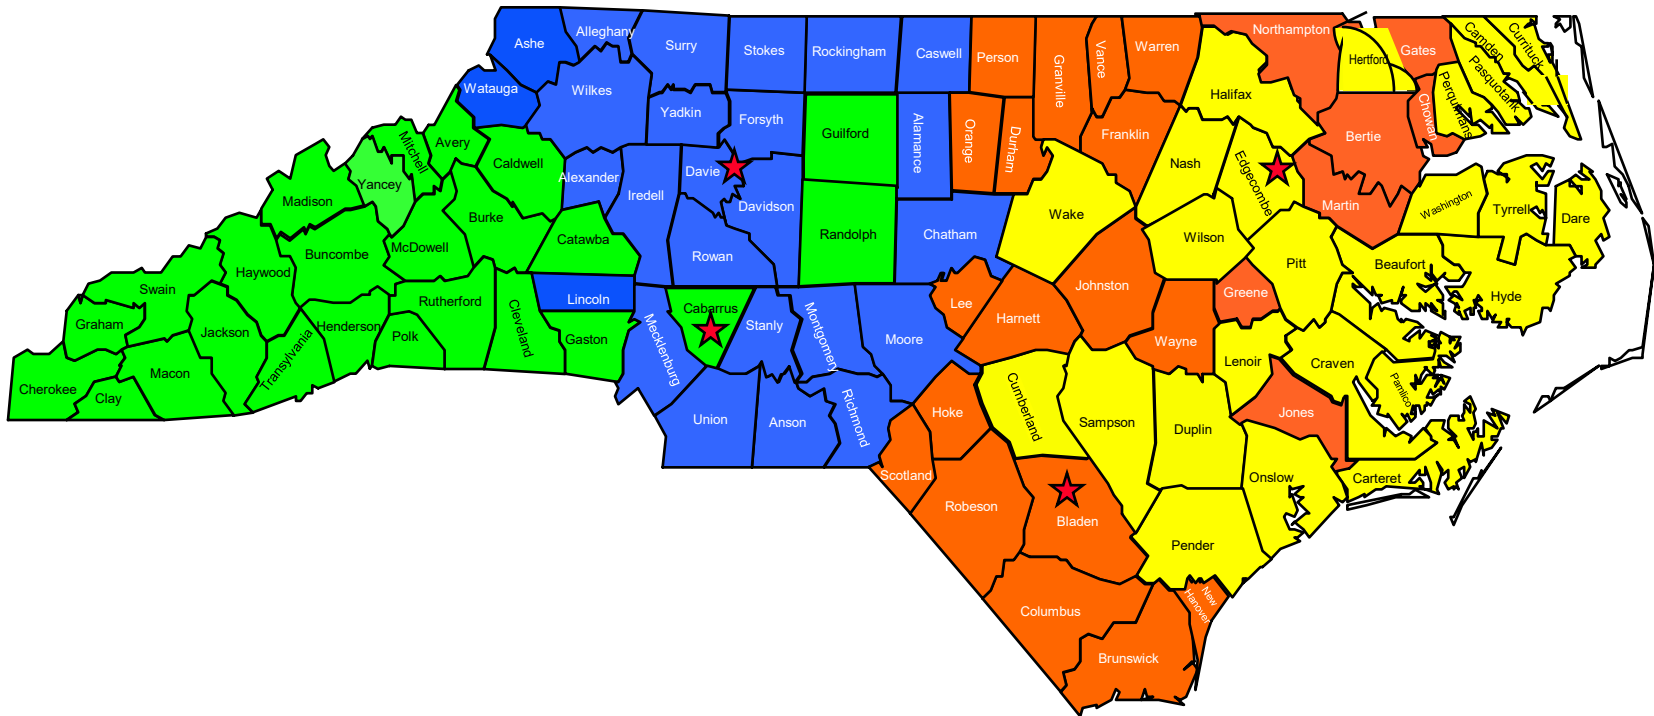 Ashe
Alleghany
Surry
Stokes
Rockingham
Caswell
Person
Granville
Vance
Warren
Northampton
Hertford
Gates
Camden
Currituck
Pasquotank
Perquimans
Chowan
Watauga
Wilkes
Yadkin
Forsyth
Guilford
Alamance
Orange
Durham
Franklin
Halifax
Bertie
Mitchell
Avery
Caldwell
Alexander
Iredell
Davie
Davidson
Randolph
Chatham
Wake
Nash
Edgecombe
Martin
Washington
Tyrrell
Dare
Madison
Yancey
Burke
Catawba
Rowan
Wilson
Pitt
Beaufort
Hyde
Swain
Haywood
Buncombe
McDowell
Lincoln
Cabarrus
Stanly
Montgomery
Moore
Lee
Harnett
Johnston
Greene
Wayne
Lenoir
Craven
Pamlico
Graham
Jackson
Transylvania
Henderson
Polk
Rutherford
Cleveland
Gaston
Mecklenburg
Cherokee
Clay
Macon
Union
Anson
Richmond
Hoke
Cumberland
Sampson
Duplin
Jones
Scotland
Robeson
Bladen
Onslow
Carteret
Pender
Columbus
New
Hanover
Brunswick